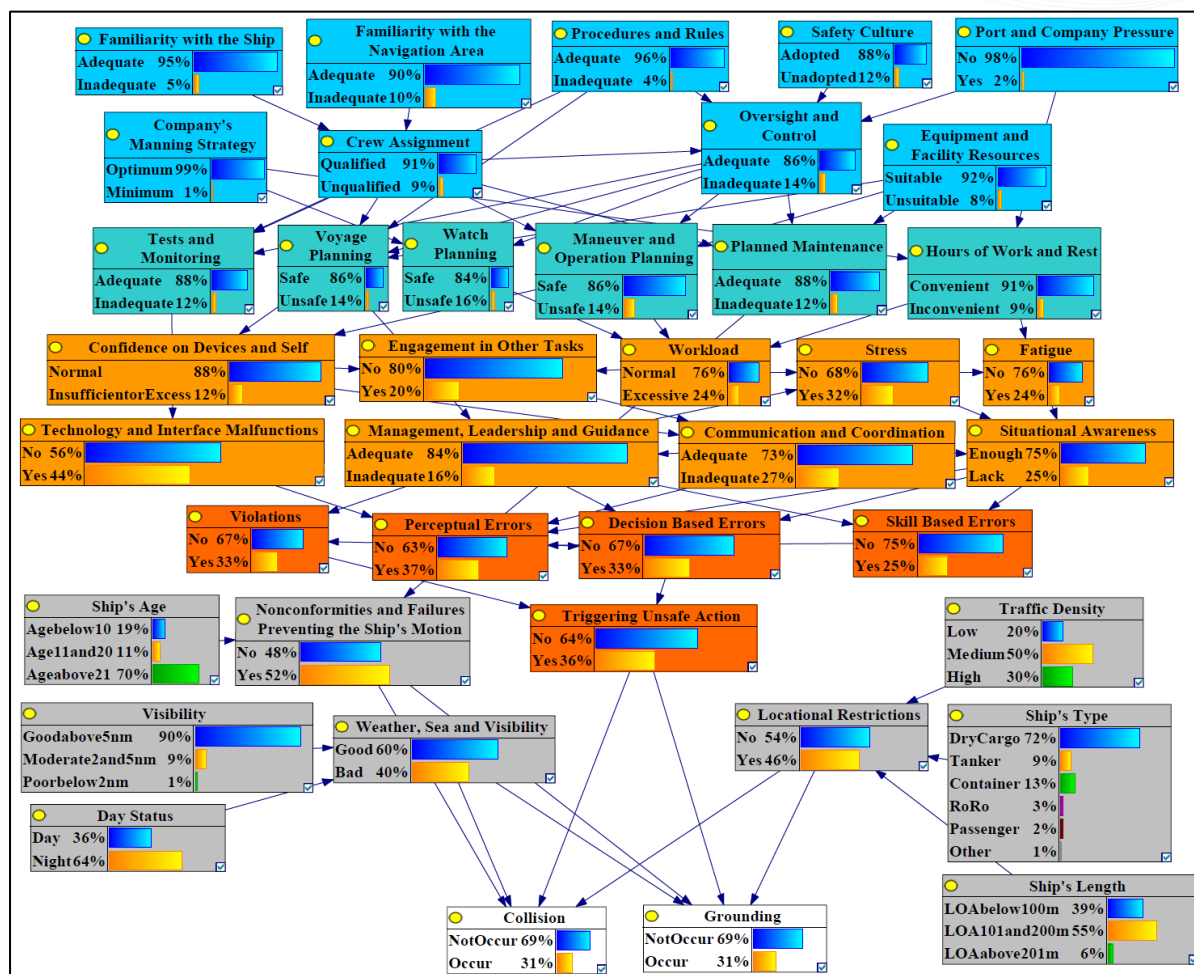 Familiarity with the Ship
Adequate 95%
Inadequate 5%
Familiarity with the
Navigation Area
Adequate 90%
Inadequate 10%
Procedures and Rules
Adequate 96%
Inadequate 4%
Safety Culture
Adopted 88%
Unadopted 12%
Port and Company Pressure
No 98%
Yes 2%
Company's
Manning Strategy
Optimum 99%
Minimum 1%
Crew Assignment
Qualified 91%
Unqualified 9%
Oversight and
Control
Adequate 86%
Inadequate 14%
Equipment and
Facility Resources
Suitable 92%
Unsuitable 8%
Tests and
Monitoring
Adequate 88%
Inadequate 12%
Voyage
Planning
Safe 86%
Unsafe 14%
Watch
Planning
Safe 84%
Unsafe 16%
Maneuver and
Operation Planning
Safe 86%
Unsafe 14%
Planned Maintenance
Adequate 88%
Inadequate 12%
Hours of Work and Rest
Convenient 91%
Inconvenient 9%
Confidence on Devices and Self
Normal 88%
InsufficientorExcess 12%
Engagement in Other Tasks
No 80%
Yes 20%
Workload
Normal 76%
Excessive 24%
Stress
No 68%
Yes 32%
Fatigue
No 76%
Yes 24%
Technology and Interface Malfunctions
No 56%
Yes 44%
Management, Leadership and Guidance
Adequate 84%
Inadequate 16%
Communication and Coordination
Adequate 73%
Inadequate 27%
Situational Awareness
Enough 75%
Lack 25%
Violations
No 67%
Yes 33%
Perceptual Errors
No 63%
Yes 37%
Decision Based Errors
No 67%
Yes 33%
Skill Based Errors
No 75%
Yes 25%
Ship's Age
Agebelow10 19%
Age11and20 11%
Ageabove21 70%
Nonconformities and Failures
Preventing the Ship's Motion
No 48%
Yes 52%
Triggering Unsafe Action
No 64%
Yes 36%
Traffic Density
Low 20%
Medium 50%
High 30%
Visibility
Goodabove5nm 90%
Moderate2and5nm 9%
Poorbelow2nm 1%
Weather, Sea and Visibility
Good 60%
Bad 40%
Locational Restrictions
No 54%
Yes 46%
Ship's Type
DryCargo 72%
Tanker 9%
Container 13%
RoRo 3%
Passenger 2%
Other 1%
Day Status
Day 36%
Night 64%
Collision
NotOccur 69%
Occur 31%
Grounding
NotOccur 69%
Occur 31%
Ship's Length
LOAbelow100m 39%
LOA101and200m 55%
LOAabove201m 6%